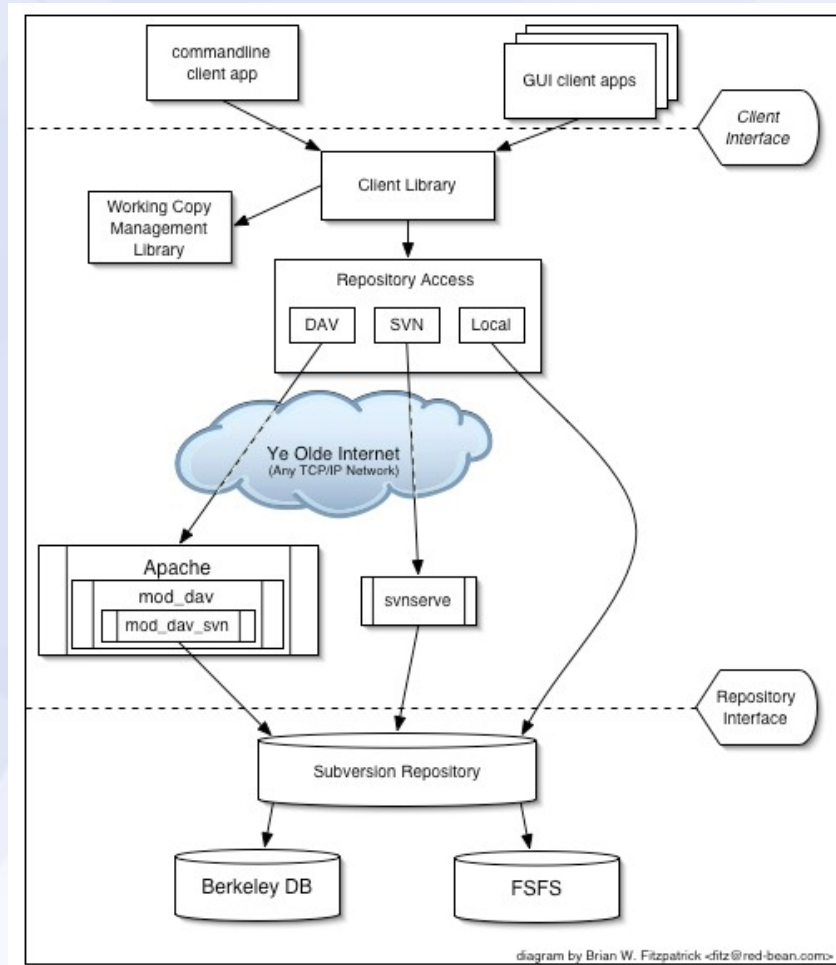 commandline
client app
GUI client apps
Client
Interface
Client Library
Working Copy
Management
Library
Repository Access
DAV
SVN
Local
Ye Olde Internet
(Any TCP/IP Network)
Apache
mod_dav
mod_dav_svn
svnserve
Repository
Interface
Subversion Repository
Berkeley DB
FSFS
diagram by Brian W. Fitzpatrick <fitz@red-bean.com>